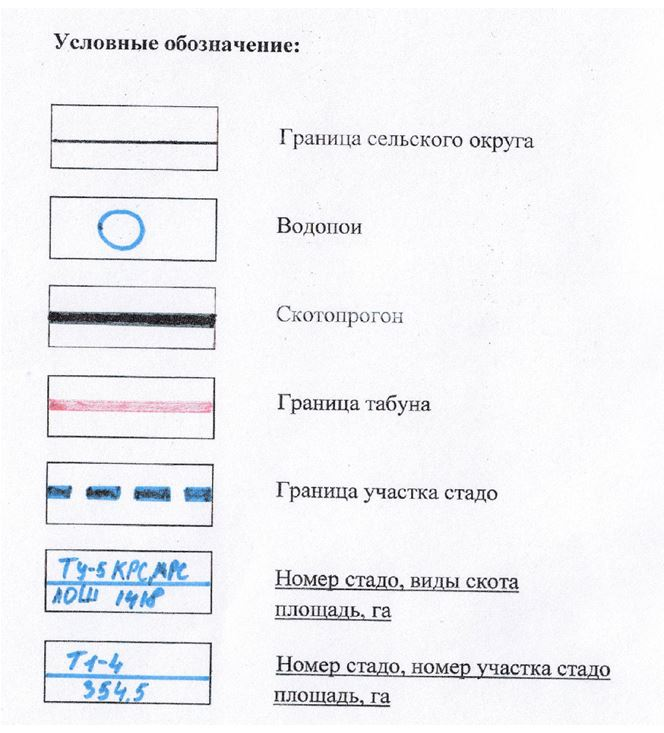 Условные обозначение:
Граница сельского округа
Водопои
Скотопрогон
Граница табуна
Граница участка стадо
ТУ-5 КРС, МРС
ЛОШ 1418
Номер стадо, виды скота
площадь, га
Т1-4
354,5
Номер стадо, номер участка стадо
площадь, га